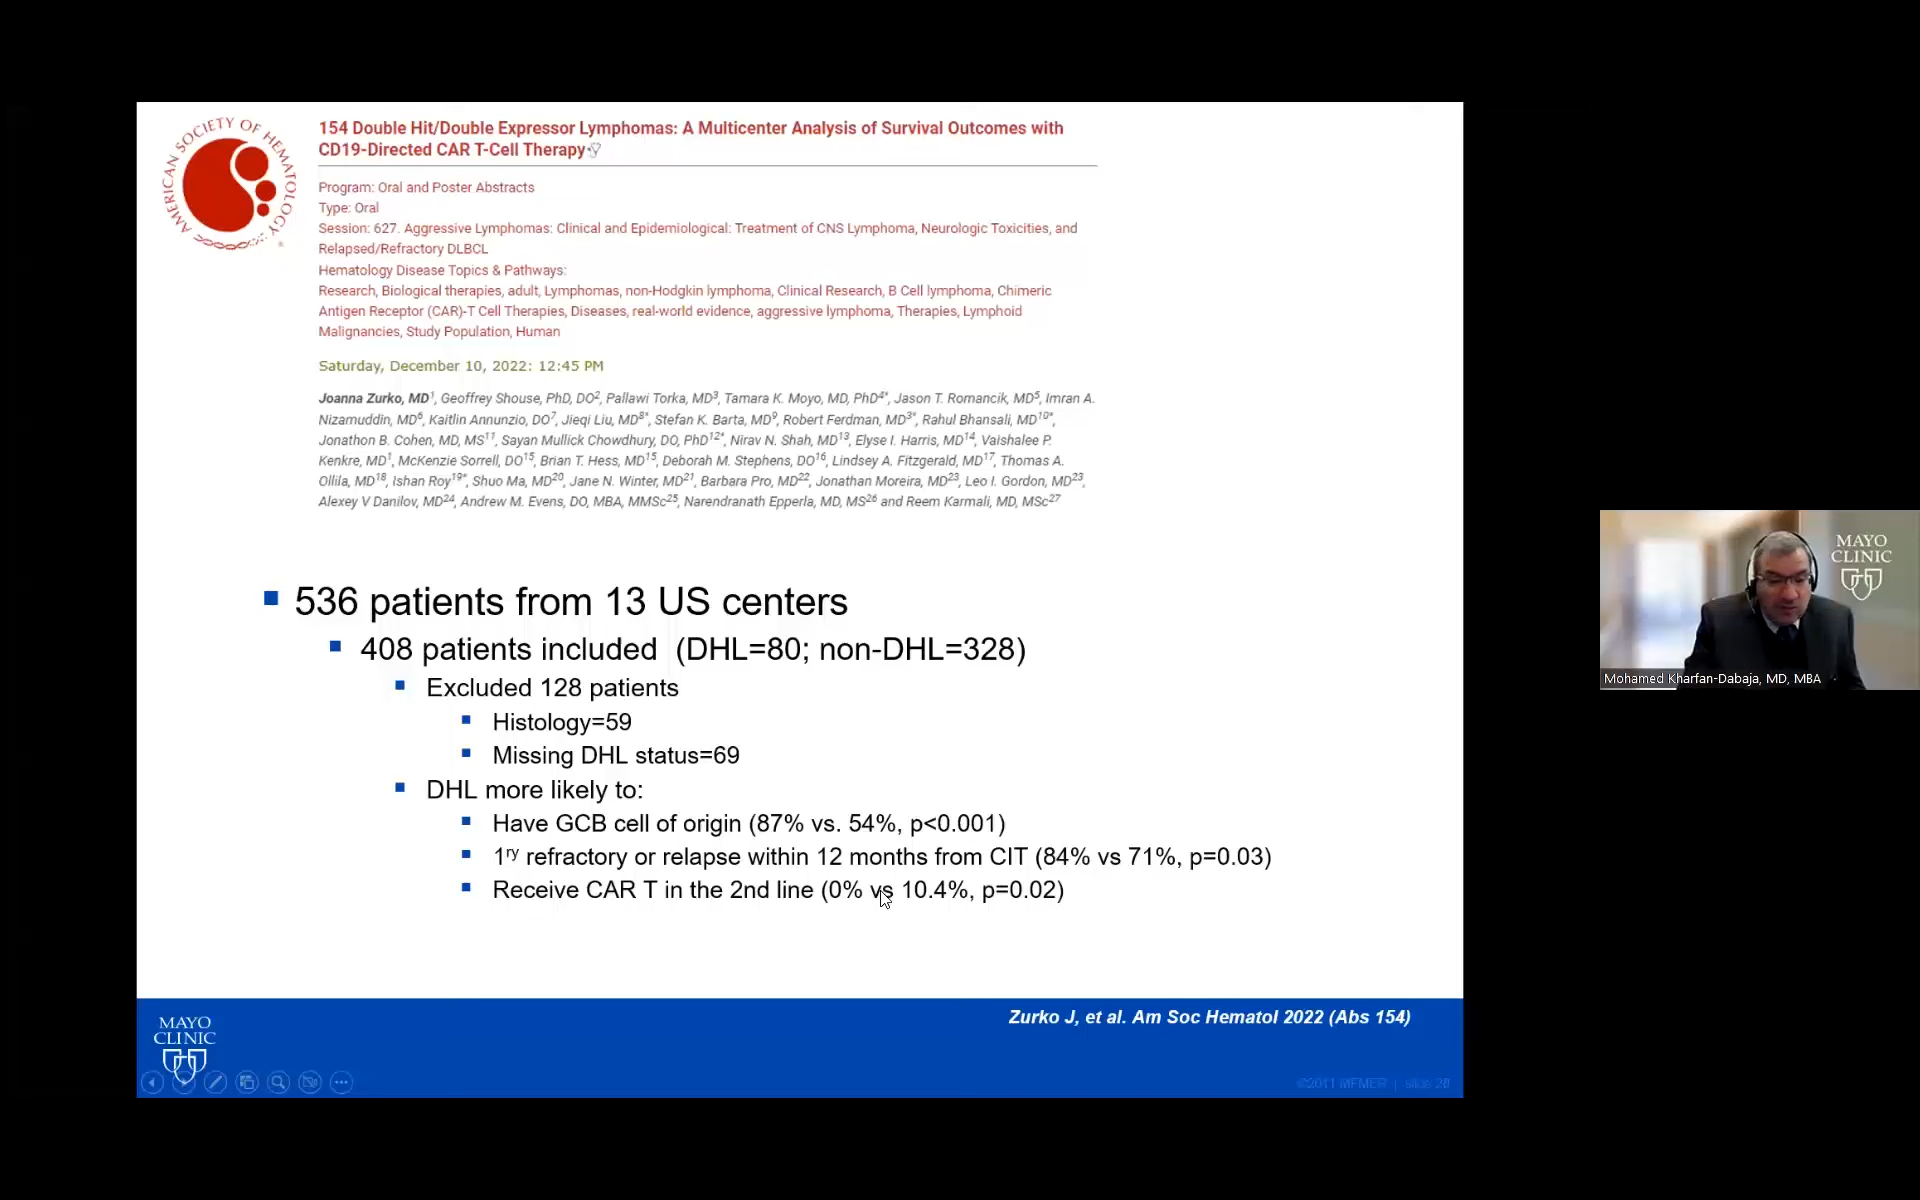 AMERICAN SOCIETY OF HEMATOLOGY
154 Double Hit/Double Expressor Lymphomas: A Multicenter Analysis of Survival Outcomes with
CD19-Directed CAR T-Cell Therapy
Program: Oral and Poster Abstracts
Type: Oral
Session: 627. Aggressive Lymphomas: Clinical and Epidemiological: Treatment of CNS Lymphoma, Neurologic Toxicities, and
Relapsed/Refractory DLBCL
Hematology Disease Topics & Pathways:
Research, Biological therapies, adult, Lymphomas, non-Hodgkin lymphoma, Clinical Research, B Cell lymphoma, Chimeric
Antigen Receptor (CAR)-T Cell Therapies, Diseases, real-world evidence, aggressive lymphoma, Therapies, Lymphoid
Malignancies, Study Population, Human
Saturday, December 10, 2022: 12:45 PM
Joanna Zurko, MD1, Geoffrey Shouse, PhD, DO2, Pallawi Torka, MD3, Tamara K. Moyo, MD, PhD4*, Jason T. Romancik, MD5, Imran A.
Nizamuddin, MD6, Kaitlin Annunzio, DO7, Jieqi Liu, MD8*, Stefan K. Barta, MD9, Robert Ferdman, MD3*, Rahul Bhansali, MD10*,
Jonathon B. Cohen, MD, MS11, Sayan Mullick Chowdhury, DO, PhD12*, Nirav N. Shah, MD13, Elyse I. Harris, MD14, Vaishalee P.
Kenkre, MD1, McKenzie Sorrell, DO15, Brian T. Hess, MD15, Deborah M. Stephens, DO16, Lindsey A. Fitzgerald, MD17, Thomas A.
Ollila, MD18, Ishan Roy19*, Shuo Ma, MD20, Jane N. Winter, MD21, Barbara Pro, MD22, Jonathan Moreira, MD23, Leo I. Gordon, MD23,
Alexey V Danilov, MD24, Andrew M. Evens, DO, MBA, MMSc25, Narendranath Epperla, MD, MS26 and Reem Karmali, MD, MSc27
536 patients from 13 US centers
408 patients included (DHL=80; non-DHL=328)
Excluded 128 patients
Histology=59
Missing DHL status=69
DHL more likely to:
Have GCB cell of origin (87% vs. 54%, p<0.001)
1ry refractory or relapse within 12 months from CIT (84% vs 71%, p=0.03)
Receive CAR T in the 2nd line (0% vs 10.4%, p=0.02)
Zurko J, et al. Am Soc Hematol 2022 (Abs 154)
MAYO
CLINIC
©2011 MFMER | slide-28
MAYO
CLINIC
Mohamed Kharfan-Dabaja, MD, MBA